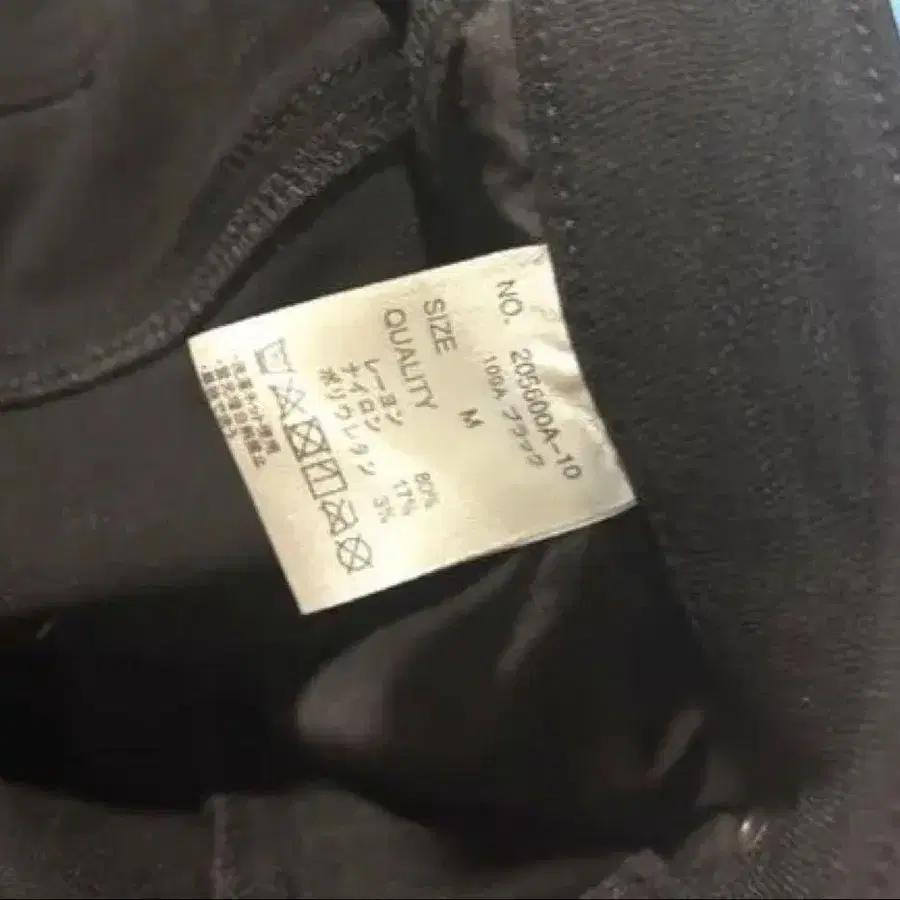 NO. 205600A-10
100A ブラック
SIZE M
QUALITY
レーヨン 80%
ナイロン 17%
ポリウレタン 3%